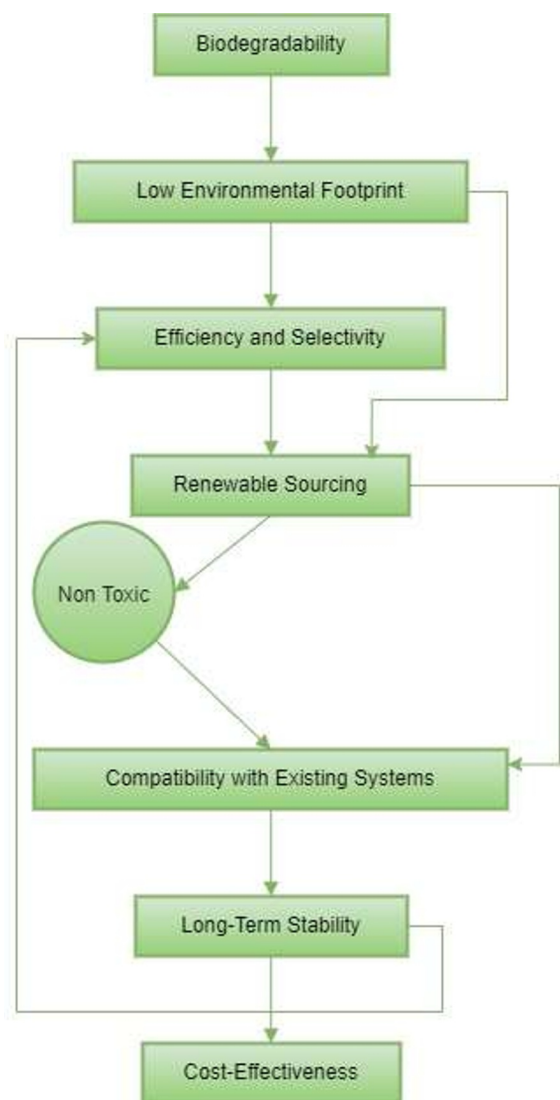 Biodegradability
Low Environmental Footprint
Efficiency and Selectivity
Renewable Sourcing
Non Toxic
Compatibility with Existing Systems
Long-Term Stability
Cost-Effectiveness